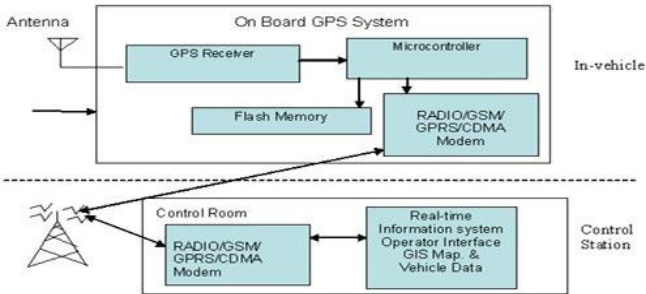 Antenna
On Board GPS System
GPS Receiver
Microcontroller
In-vehicle
Flash Memory
RADIO/GSM/
GPRS/CDMA
Modem
Control Room
RADIO/GSM/
GPRS/CDMA
Modem
Real-time
Information system
Operator Interface
GIS Map. &
Vehicle Data
Control
Station